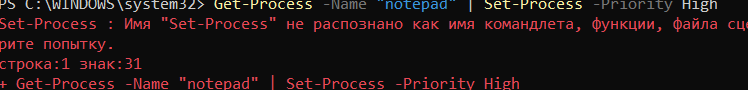 PS C:\WINDOWS\system32> Get-Process -Name "notepad" | Set-Process -Priority High
Set-Process : Имя "Set-Process" не распознано как имя командлета, функции, файла сце
рите попытку.
строка:1 знак:31
+ Get-Process -Name "notepad" | Set-Process -Priority High